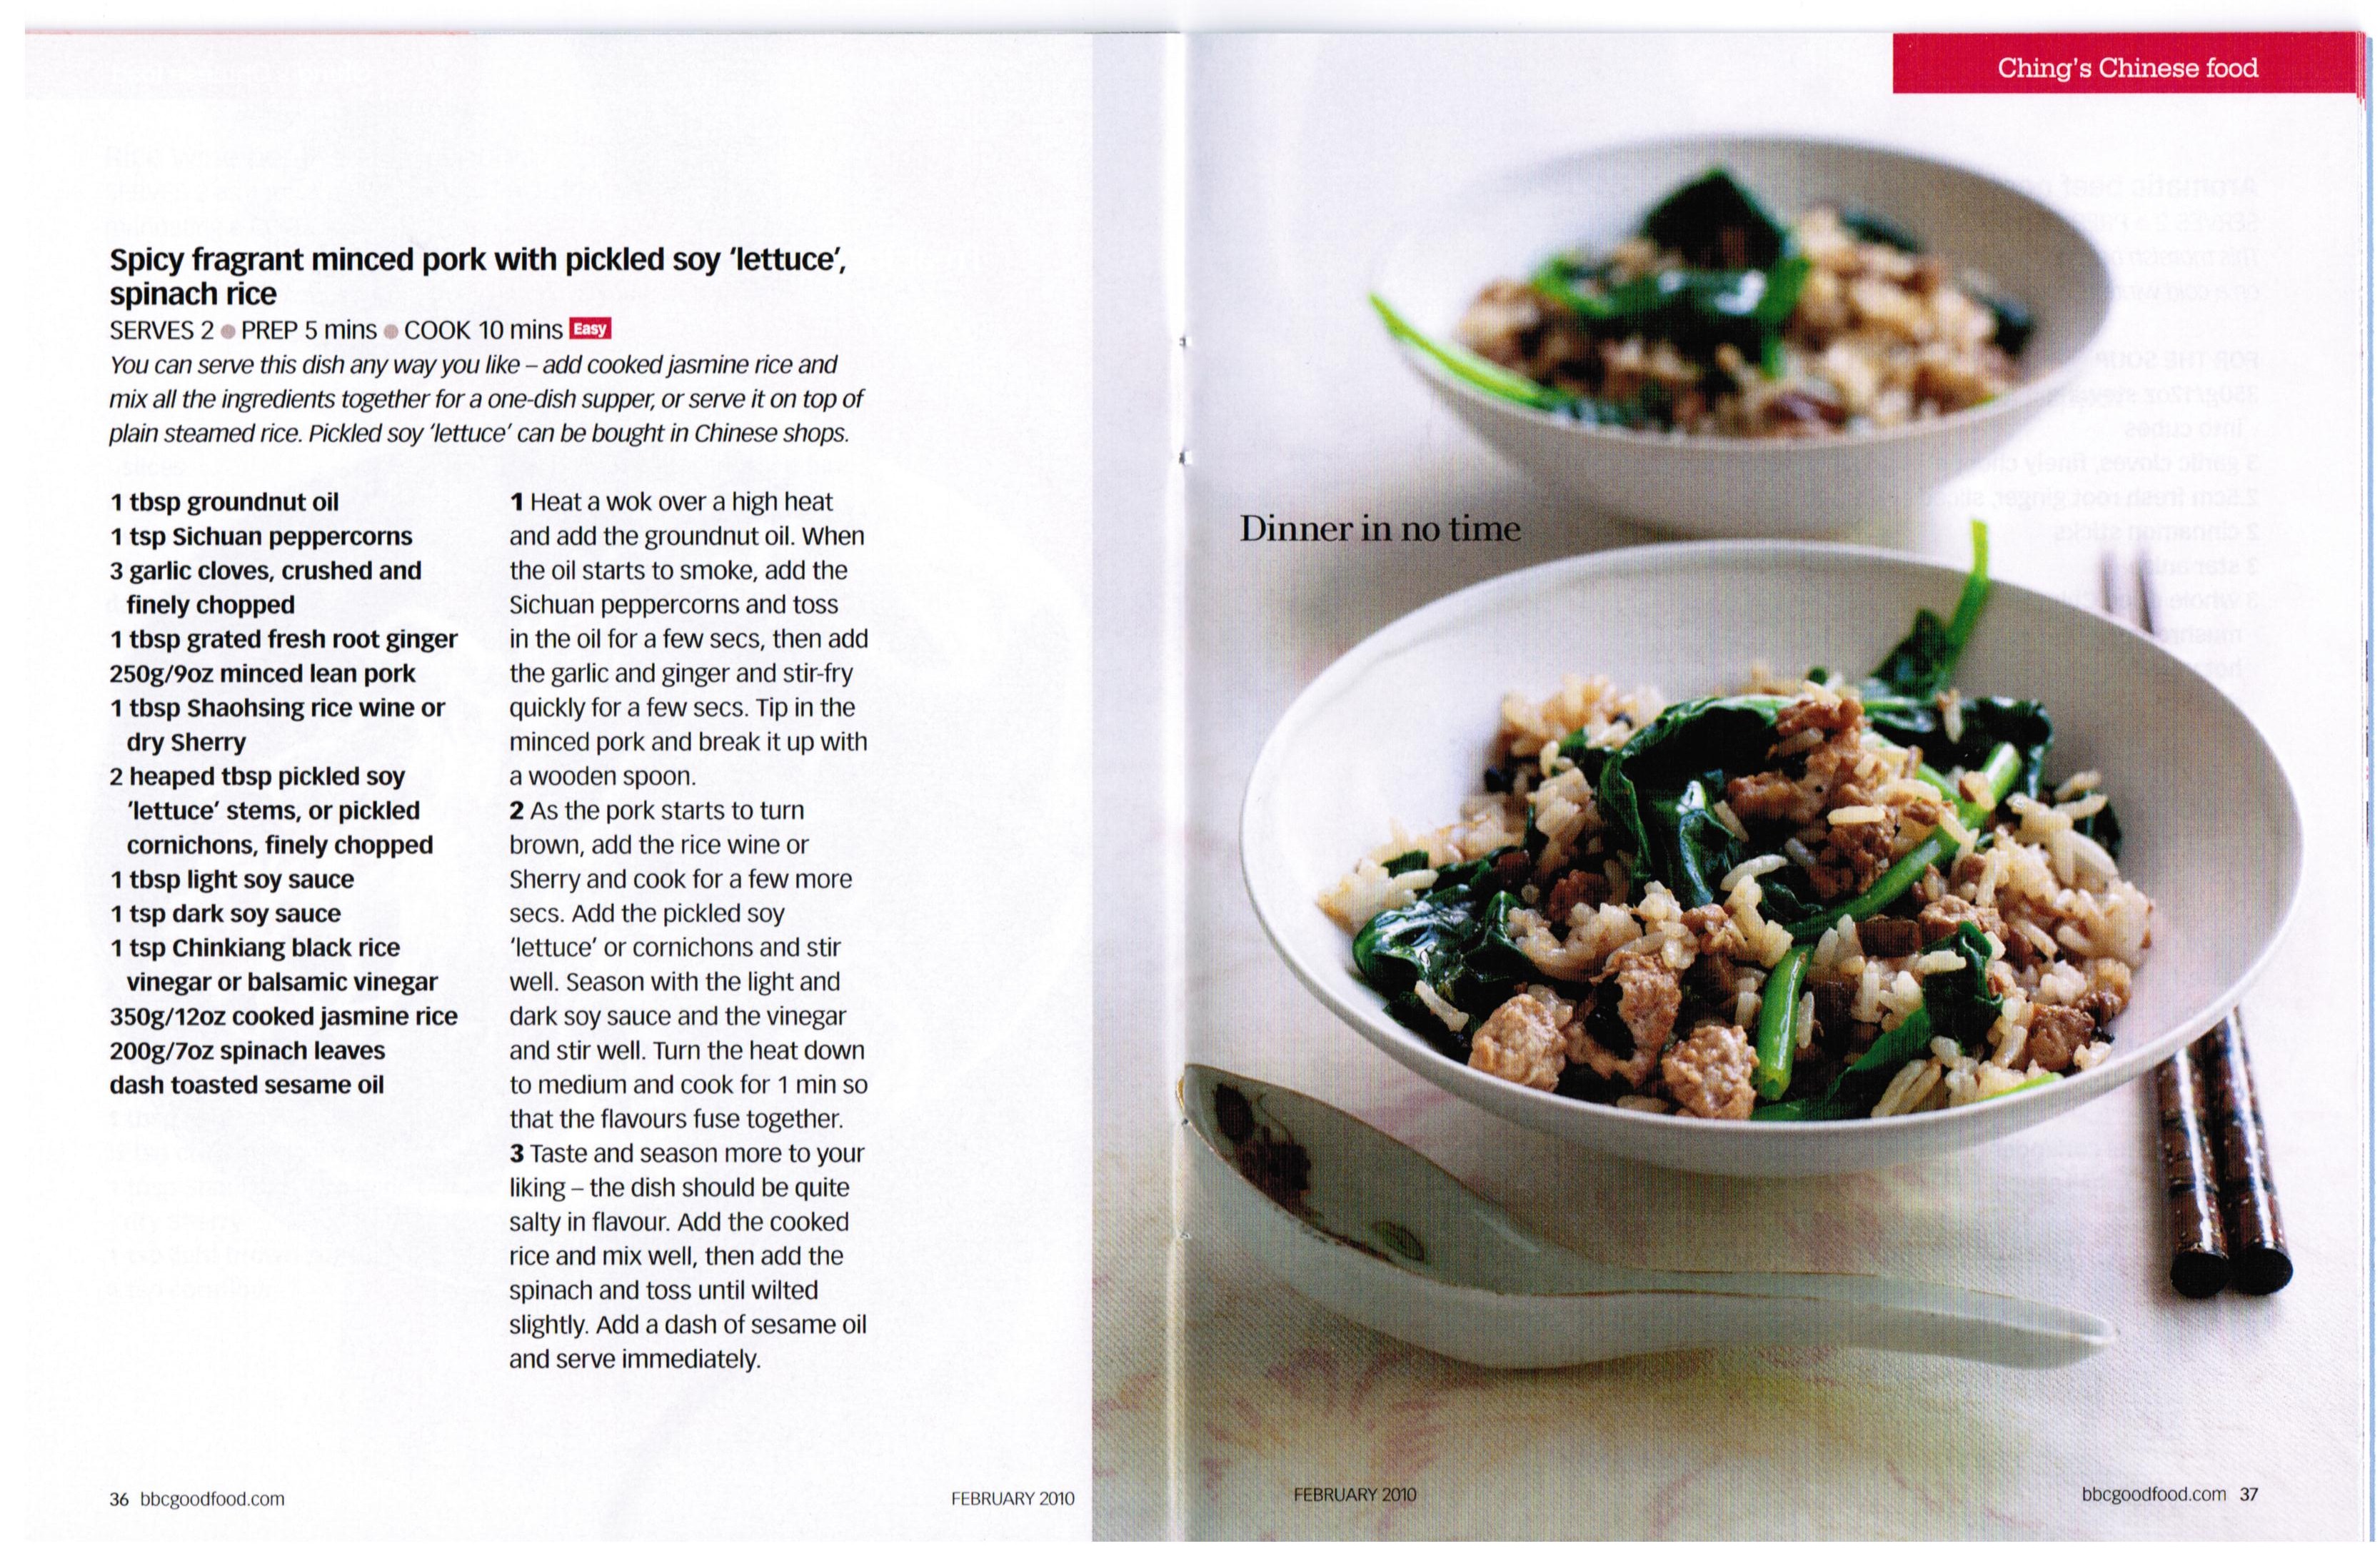 Spicy fragrant minced pork with pickled soy ‘lettuce’,
spinach rice
SERVES 2 ● PREP 5 mins ● COOK 10 mins Easy
You can serve this dish any way you like – add cooked jasmine rice and
mix all the ingredients together for a one-dish supper, or serve it on top of
plain steamed rice. Pickled soy ‘lettuce’ can be bought in Chinese shops.
1 tbsp groundnut oil
1 tsp Sichuan peppercorns
3 garlic cloves, crushed and
finely chopped
1 tbsp grated fresh root ginger
250g/9oz minced lean pork
1 tbsp Shaohsing rice wine or
dry Sherry
2 heaped tbsp pickled soy
‘lettuce’ stems, or pickled
cornichons, finely chopped
1 tbsp light soy sauce
1 tsp dark soy sauce
1 tsp Chinkiang black rice
vinegar or balsamic vinegar
350g/12oz cooked jasmine rice
200g/7oz spinach leaves
dash toasted sesame oil
1 Heat a wok over a high heat
and add the groundnut oil. When
the oil starts to smoke, add the
Sichuan peppercorns and toss
in the oil for a few secs, then add
the garlic and ginger and stir-fry
quickly for a few secs. Tip in the
minced pork and break it up with
a wooden spoon.
2 As the pork starts to turn
brown, add the rice wine or
Sherry and cook for a few more
secs. Add the pickled soy
‘lettuce’ or cornichons and stir
well. Season with the light and
dark soy sauce and the vinegar
and stir well. Turn the heat down
to medium and cook for 1 min so
that the flavours fuse together.
3 Taste and season more to your
liking – the dish should be quite
salty in flavour. Add the cooked
rice and mix well, then add the
spinach and toss until wilted
slightly. Add a dash of sesame oil
and serve immediately.
36 bbcgoodfood.com
FEBRUARY 2010
Ching’s Chinese food
Dinner in no time
FEBRUARY 2010
bbcgoodfood.com 37